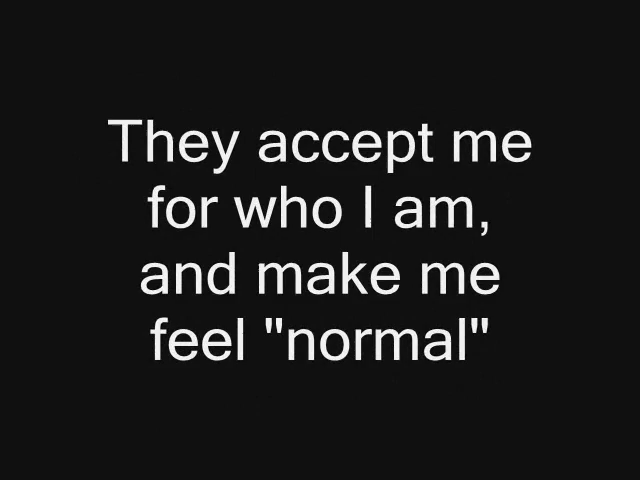 They accept me
for who I am,
and make me
feel "normal"